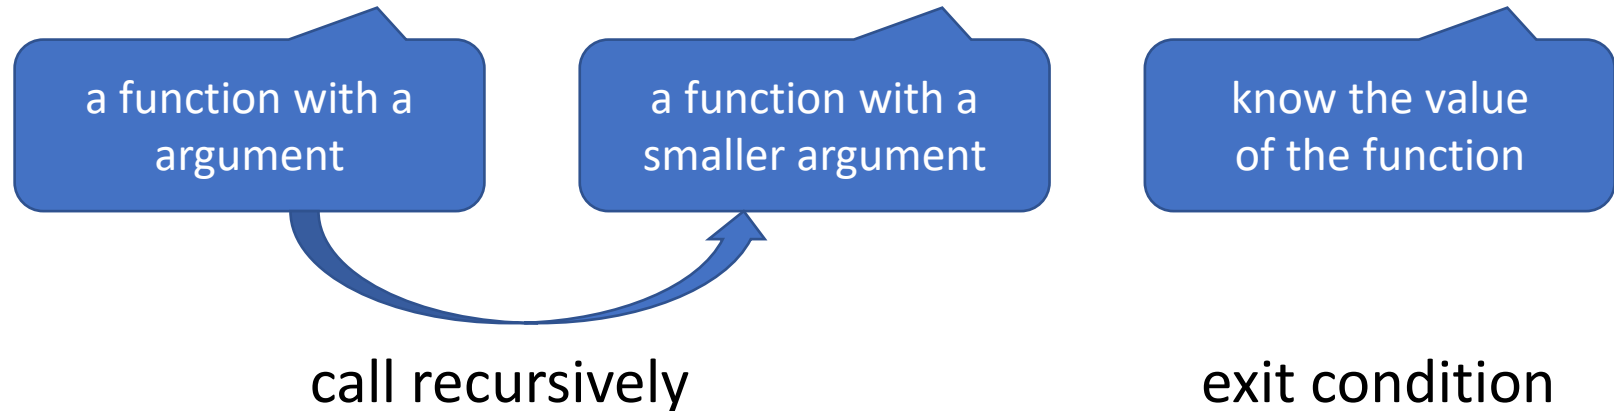 a function with a
argument
a function with a
smaller argument
know the value
of the function
call recursively
exit condition